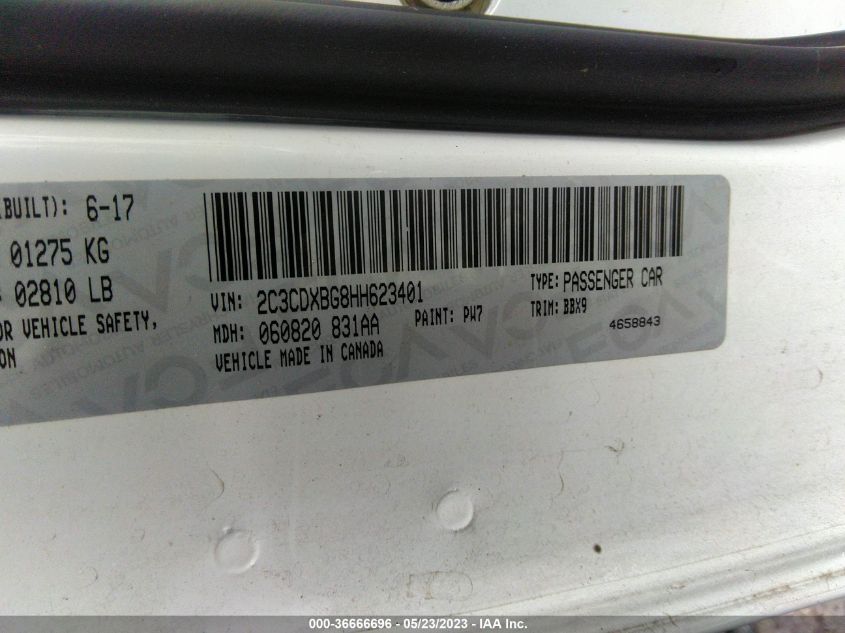 (BUILT): 6-17
01275 KG
02810 LB
OR VEHICLE SAFETY,
ON
VIN: 2C3CDXBG8HH623401
TYPE: PASSENGER CAR
MDH: 060820 831AA
PAINT: PW7
TRIM: BBX9
VEHICLE MADE IN CANADA
4658843
000-36666696 - 05/23/2023 - IAA Inc.